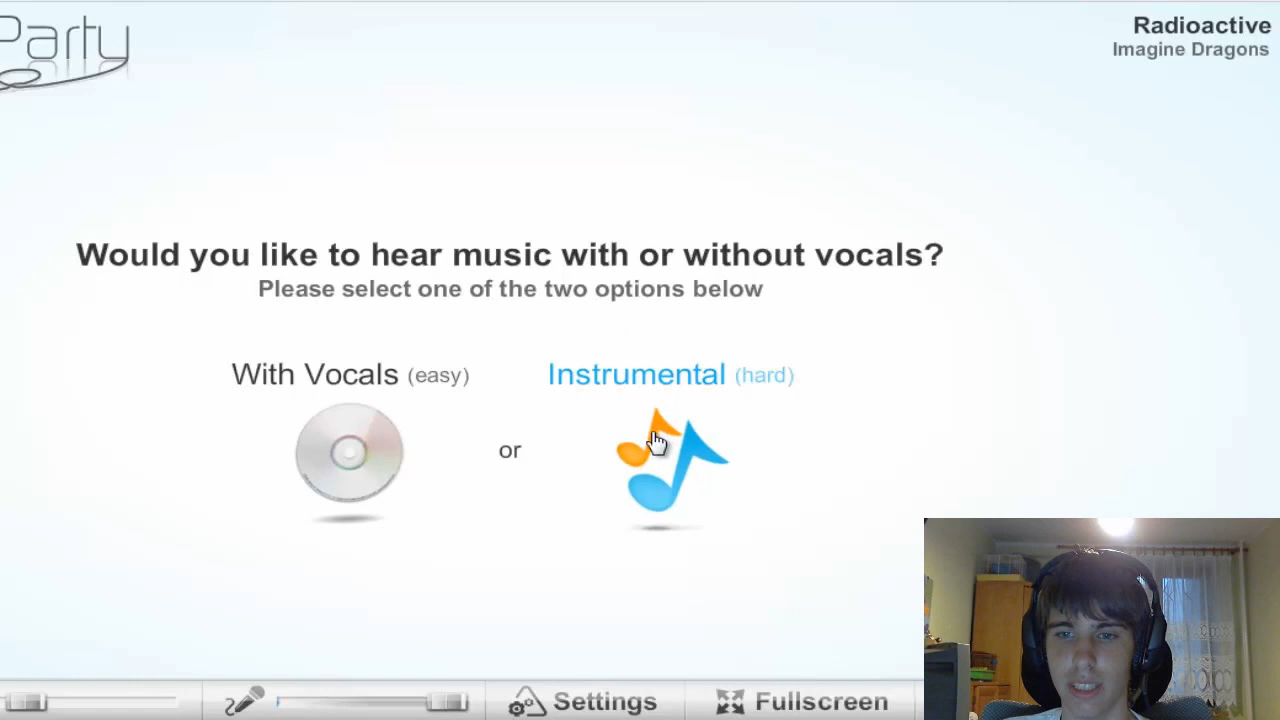 Party
Radioactive
Imagine Dragons
Would you like to hear music with or without vocals?
Please select one of the two options below
With Vocals (easy)
Instrumental (hard)
or
Settings
Fullscreen